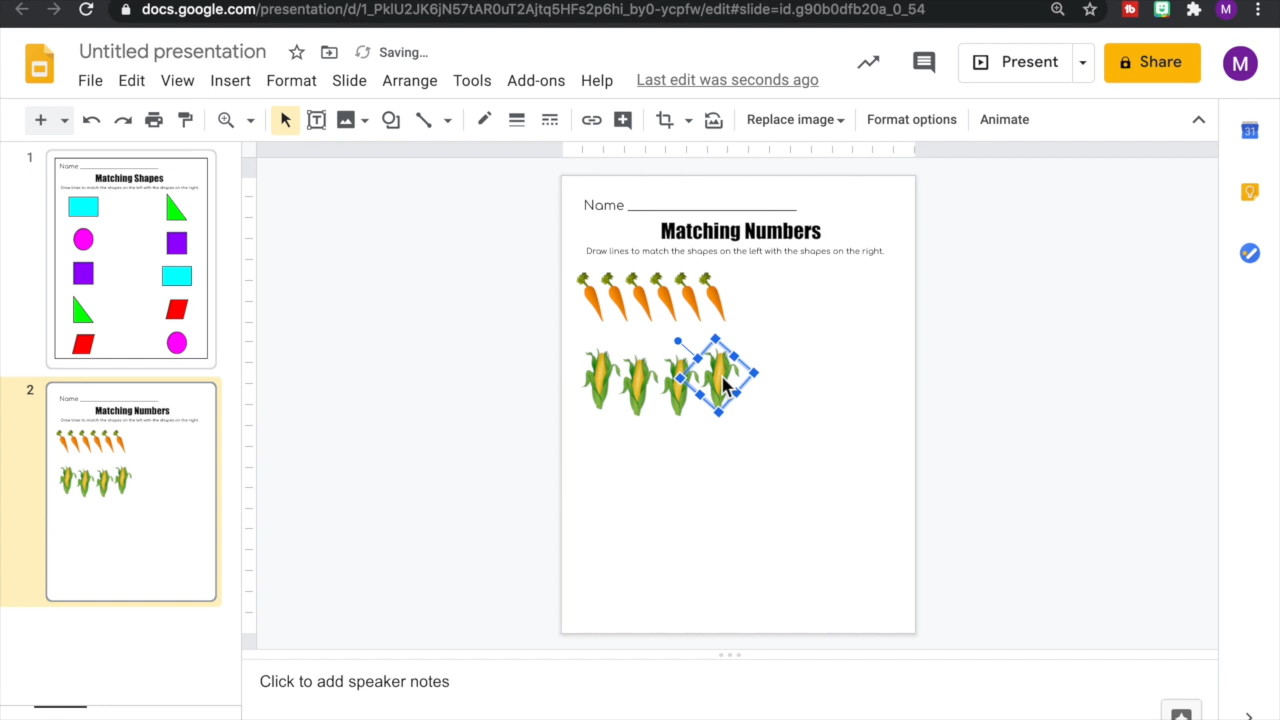 docs.google.com/presentation/d/1_PklU2JK6jN57tAR0uT2Ajtq5HFs2p6hi_by0-ycpfw/edit#slide=id.g90b0dfb20a_0_54
M
Untitled presentation
Saving...
File Edit View Insert Format Slide Arrange Tools Add-ons Help Last edit was seconds ago
Present
Share
M
Replace image
Format options
Animate
31
1
Name
Matching Shapes
Draw lines to match the shapes on the left with the shapes on the right.
2
Name
Matching Numbers
Draw lines to match the shapes on the left with the shapes on the right.
Name
Matching Numbers
Draw lines to match the shapes on the left with the shapes on the right.
Click to add speaker notes